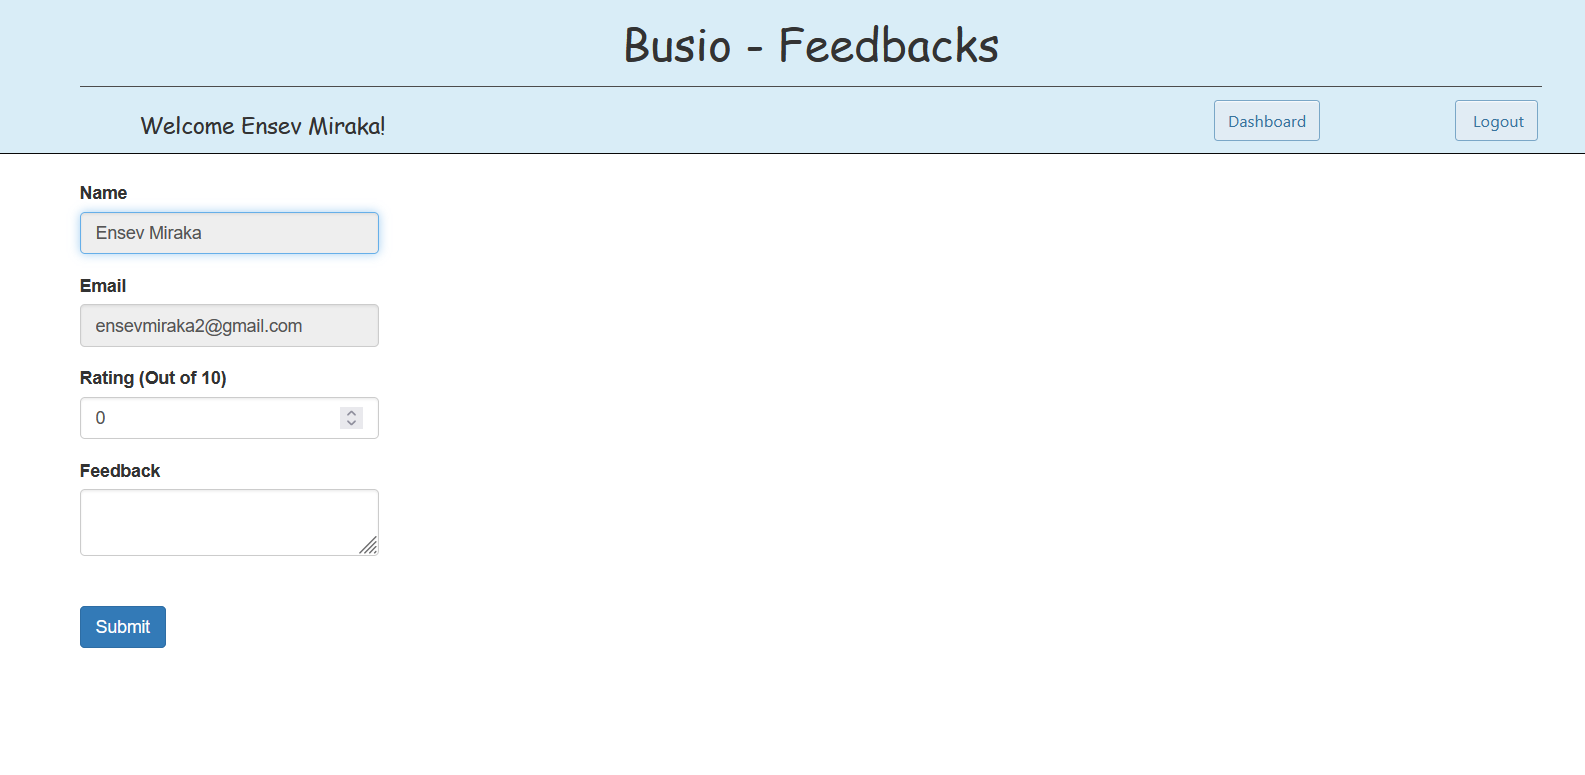 Busio - Feedbacks
Welcome Ensev Miraka!
Dashboard
Logout
Name
Ensev Miraka
Email
ensevmiraka2@gmail.com
Rating (Out of 10)
0
Feedback
Submit